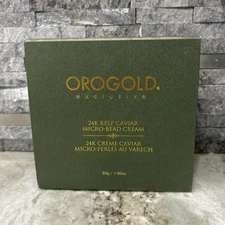 OROGOLD.
exclusive
24K KELP CAVIAR
MICRO-BEAD CREAM
24K CRÈME CAVIAR
MICRO-PERLES AU VARECH